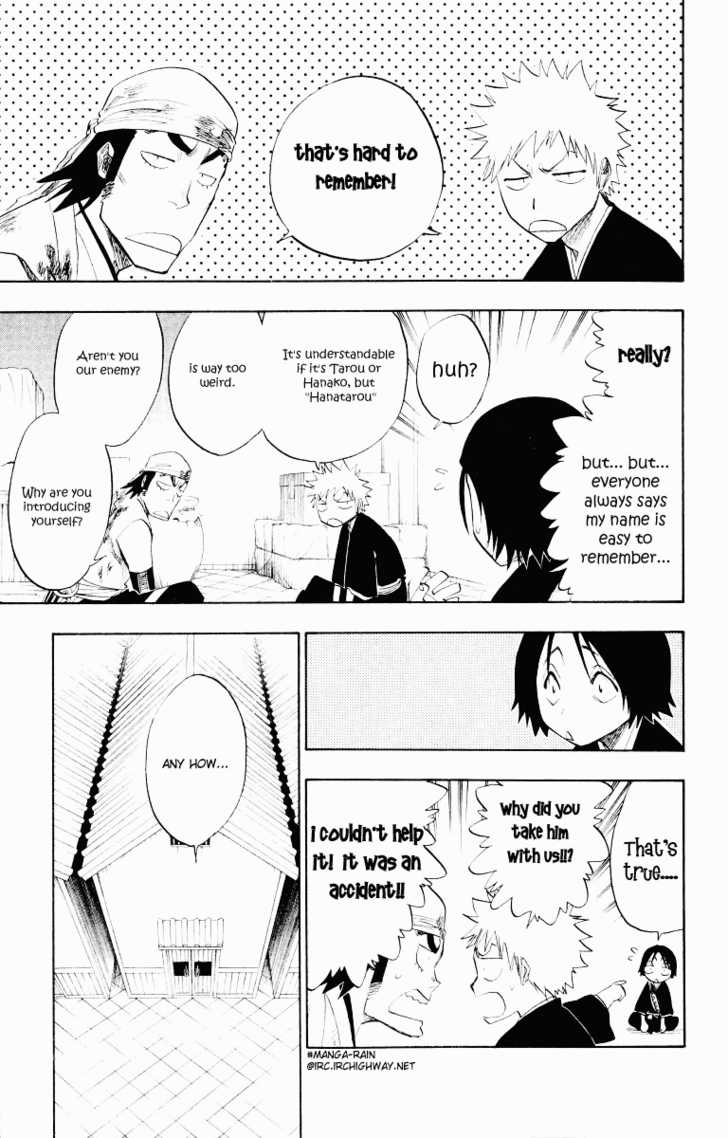 that's hard to
remember!
really?
but... but...
everyone
always says
my name is
easy to
remember...
huh?
It's understandable
if it's Tarou or
Hanako, but
"Hanatarou"
is way too
weird.
Aren't you
our enemy?
Why are you
introducing
yourself?
That's
true....
Why did you
take him
with us!!?
I couldn't help
it! It was an
accident!!
ANY HOW...
#MANGA-RAIN
@IRC.IRCHIGHWAY.NET